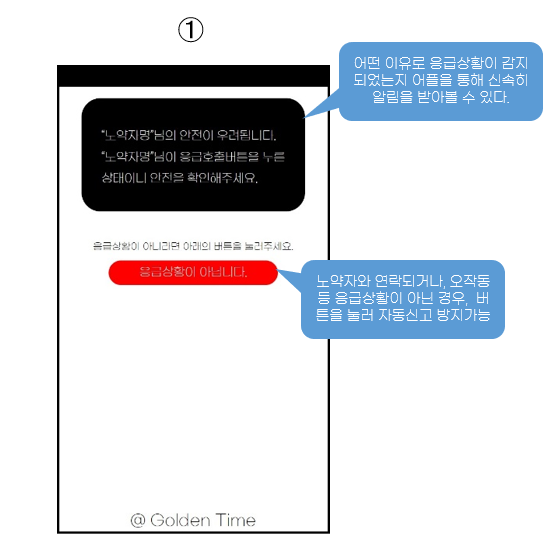 ①
어떤 이유로 응급상황이 감지
되었는지 어플을 통해 신속히
알림을 받아볼 수 있다.
"노약자명"님의 안전이 우려됩니다.
"노약자명"님이 응급호출버튼을 누른
상태이니 안전을 확인해주세요.
응급상황이 아니라면 아래의 버튼을 눌러주세요.
응급상황이 아닙니다.
노약자와 연락되거나, 오작동
등 응급상황이 아닌 경우, 버
튼을 눌러 자동신고 방지가능
@ Golden Time